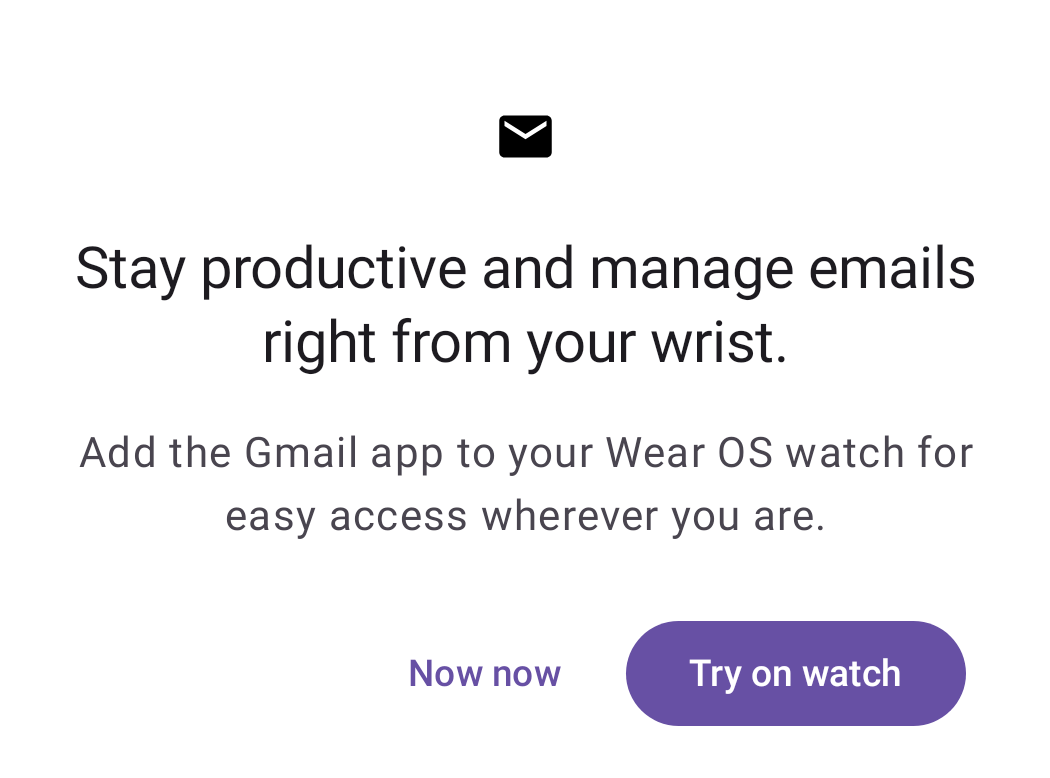 Stay productive and manage emails
right from your wrist.
Add the Gmail app to your Wear OS watch for
easy access wherever you are.
Now now
Try on watch